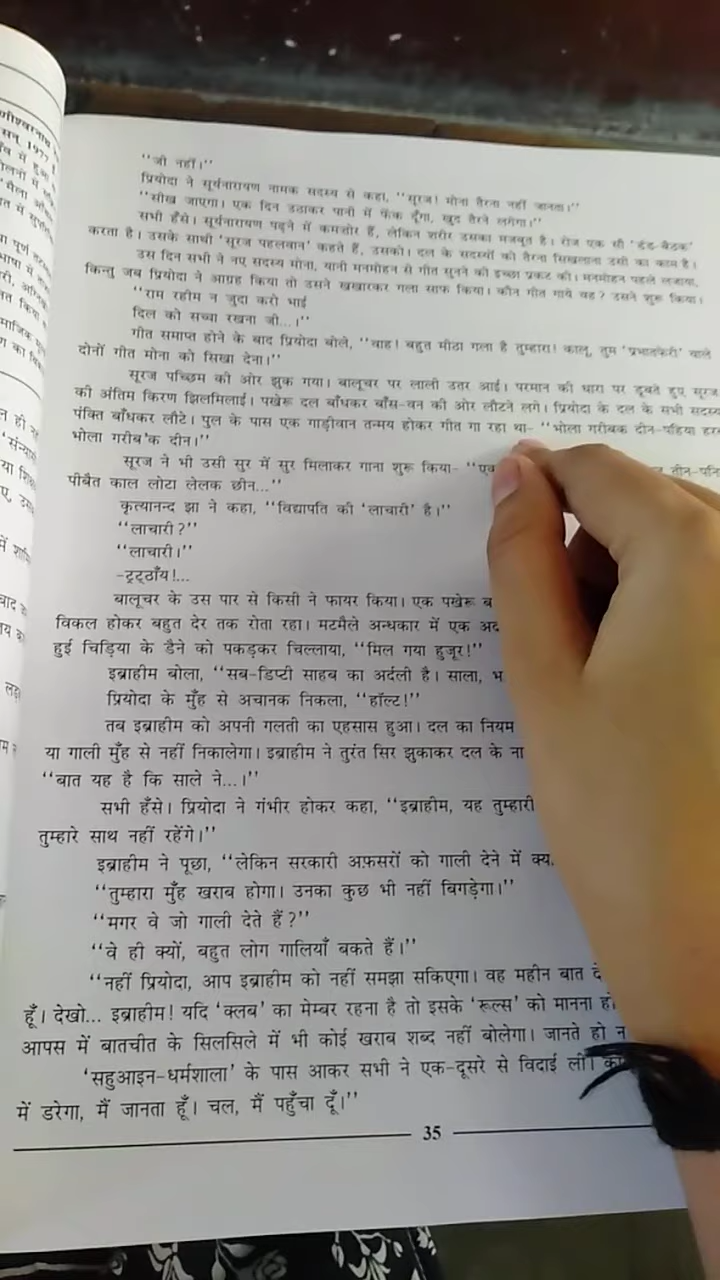 णीश्वरनाथ
सन् 1977
"जी नहीं।"
प्रियोदा ने सूर्यनारायण नामक सदस्य से कहा, "सूरज! मोना तैरना नहीं जानता।"
"सीख जाएगा। एक दिन उठाकर पानी में फेंक दूँगा, खुद तैरने लगेगा।"
सभी हँसे। सूर्यनारायण पढ़ने में कमजोर हैं, लेकिन शरीर उसका मजबूत है। रोज एक सौ 'डंड-बैठक'
करता है। उसके साथी 'सूरज पहलवान' कहते हैं, उसको। दल के सदस्यों को तैरना सिखलाना उसी का काम है।
उस दिन सभी ने नए सदस्य मोना, यानी मनमोहन से गीत सुनने की इच्छा प्रकट की। मनमोहन पहले लजाया,
किन्तु जब प्रियोदा ने आग्रह किया तो उसने खखारकर गला साफ किया। कौन गीत गाये वह? उसने शुरू किया।
"राम रहीम न जुदा करो भाई
दिल को सच्चा रखना जी...।"
गीत समाप्त होने के बाद प्रियोदा बोले, "वाह! बहुत मीठा गला है तुम्हारा! कालू, तुम 'प्रभातफेरी' वाले
दोनों गीत मोना को सिखा देना।"
सूरज पच्छिम की ओर झुक गया। बालूचर पर लाली उतर आई। परमान की धारा पर डूबते हुए सूरज
की अंतिम किरण झिलमिलाई। पखेरू दल बाँधकर बाँस-वन की ओर लौटने लगे। प्रियोदा के दल के सभी सदस्य
पंक्ति बाँधकर लौटे। पुल के पास एक गाड़ीवान तन्मय होकर गीत गा रहा था- "भोला गरीबक दीन-पहिया हर
भोला गरीब'क दीन।"
सूरज ने भी उसी सुर में सुर मिलाकर गाना शुरू किया- "एक तीन-पनि
पीबैत काल लोटा लेलक छीन..."
कृत्यानन्द झा ने कहा, "विद्यापति की 'लाचारी' है।"
"लाचारी?"
"लाचारी।"
-ट्रट्ठाँय!...
बालूचर के उस पार से किसी ने फायर किया। एक पखेरू
विकल होकर बहुत देर तक रोता रहा। मटमैले अन्धकार में एक
हुई चिड़िया के डैने को पकड़कर चिल्लाया, "मिल गया हुजूर!"
इब्राहीम बोला, "सब-डिप्टी साहब का अर्दली है। साला,
प्रियोदा के मुँह से अचानक निकला, "हॉल्ट!"
तब इब्राहीम को अपनी गलती का एहसास हुआ। दल का नियम
या गाली मुँह से नहीं निकालेगा। इब्राहीम ने तुरंत सिर झुकाकर दल के
"बात यह है कि साले ने...।"
सभी हँसे। प्रियोदा ने गंभीर होकर कहा, "इब्राहीम, यह तुम्हारी
तुम्हारे साथ नहीं रहेंगे।"
इब्राहीम ने पूछा, "लेकिन सरकारी अफ़सरों को गाली देने में
"तुम्हारा मुँह खराब होगा। उनका कुछ भी नहीं बिगड़ेगा।"
"मगर वे जो गाली देते हैं?"
"वे ही क्यों, बहुत लोग गालियाँ बकते हैं।"
"नहीं प्रियोदा, आप इब्राहीम को नहीं समझा सकिएगा। वह महीन बात
हूँ। देखो... इब्राहीम! यदि 'क्लब' का मेम्बर रहना है तो इसके 'रूल्स' को मानना
आपस में बातचीत के सिलसिले में भी कोई खराब शब्द नहीं बोलेगा। जानते हो न
'सहुआइन-धर्मशाला' के पास आकर सभी ने एक-दूसरे से विदाई ली।
में डरेगा, मैं जानता हूँ। चल, मैं पहुँचा दूँ।"
35